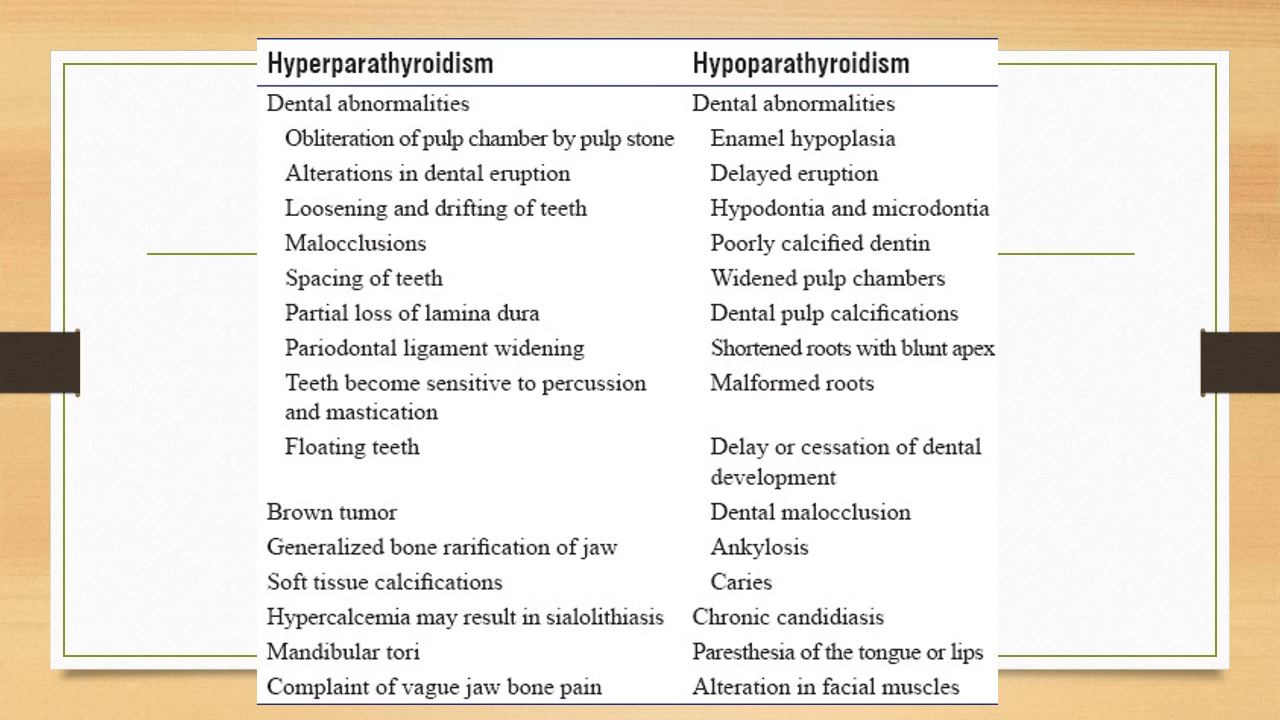 Hyperparathyroidism Hypoparathyroidism
Dental abnormalities Dental abnormalities
Obliteration of pulp chamber by pulp stone Enamel hypoplasia
Alterations in dental eruption Delayed eruption
Loosening and drifting of teeth Hypodontia and microdontia
Malocclusions Poorly calcified dentin
Spacing of teeth Widened pulp chambers
Partial loss of lamina dura Dental pulp calcifications
Pariodontal ligament widening Shortened roots with blunt apex
Teeth become sensitive to percussion Malformed roots
and mastication
Floating teeth Delay or cessation of dental
development
Brown tumor Dental malocclusion
Generalized bone rarification of jaw Ankylosis
Soft tissue calcifications Caries
Hypercalcemia may result in sialolithiasis Chronic candidiasis
Mandibular tori Paresthesia of the tongue or lips
Complaint of vague jaw bone pain Alteration in facial muscles